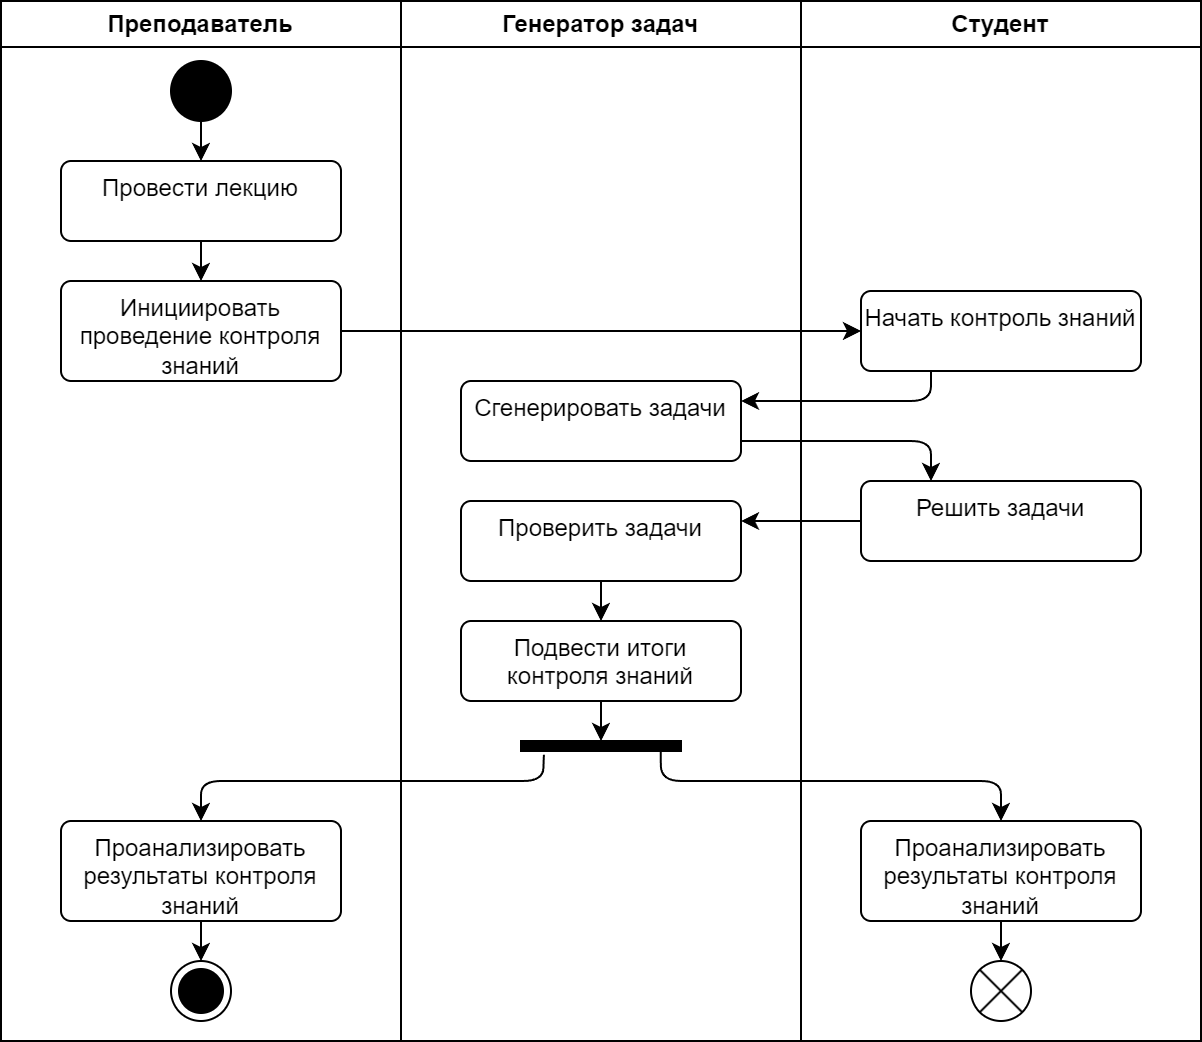 Преподаватель
Генератор задач
Студент
Провести лекцию
Инициировать
проведение контроля
знаний
Начать контроль знаний
Сгенерировать задачи
Решить задачи
Проверить задачи
Подвести итоги
контроля знаний
Проанализировать
результаты контроля
знаний
Проанализировать
результаты контроля
знаний